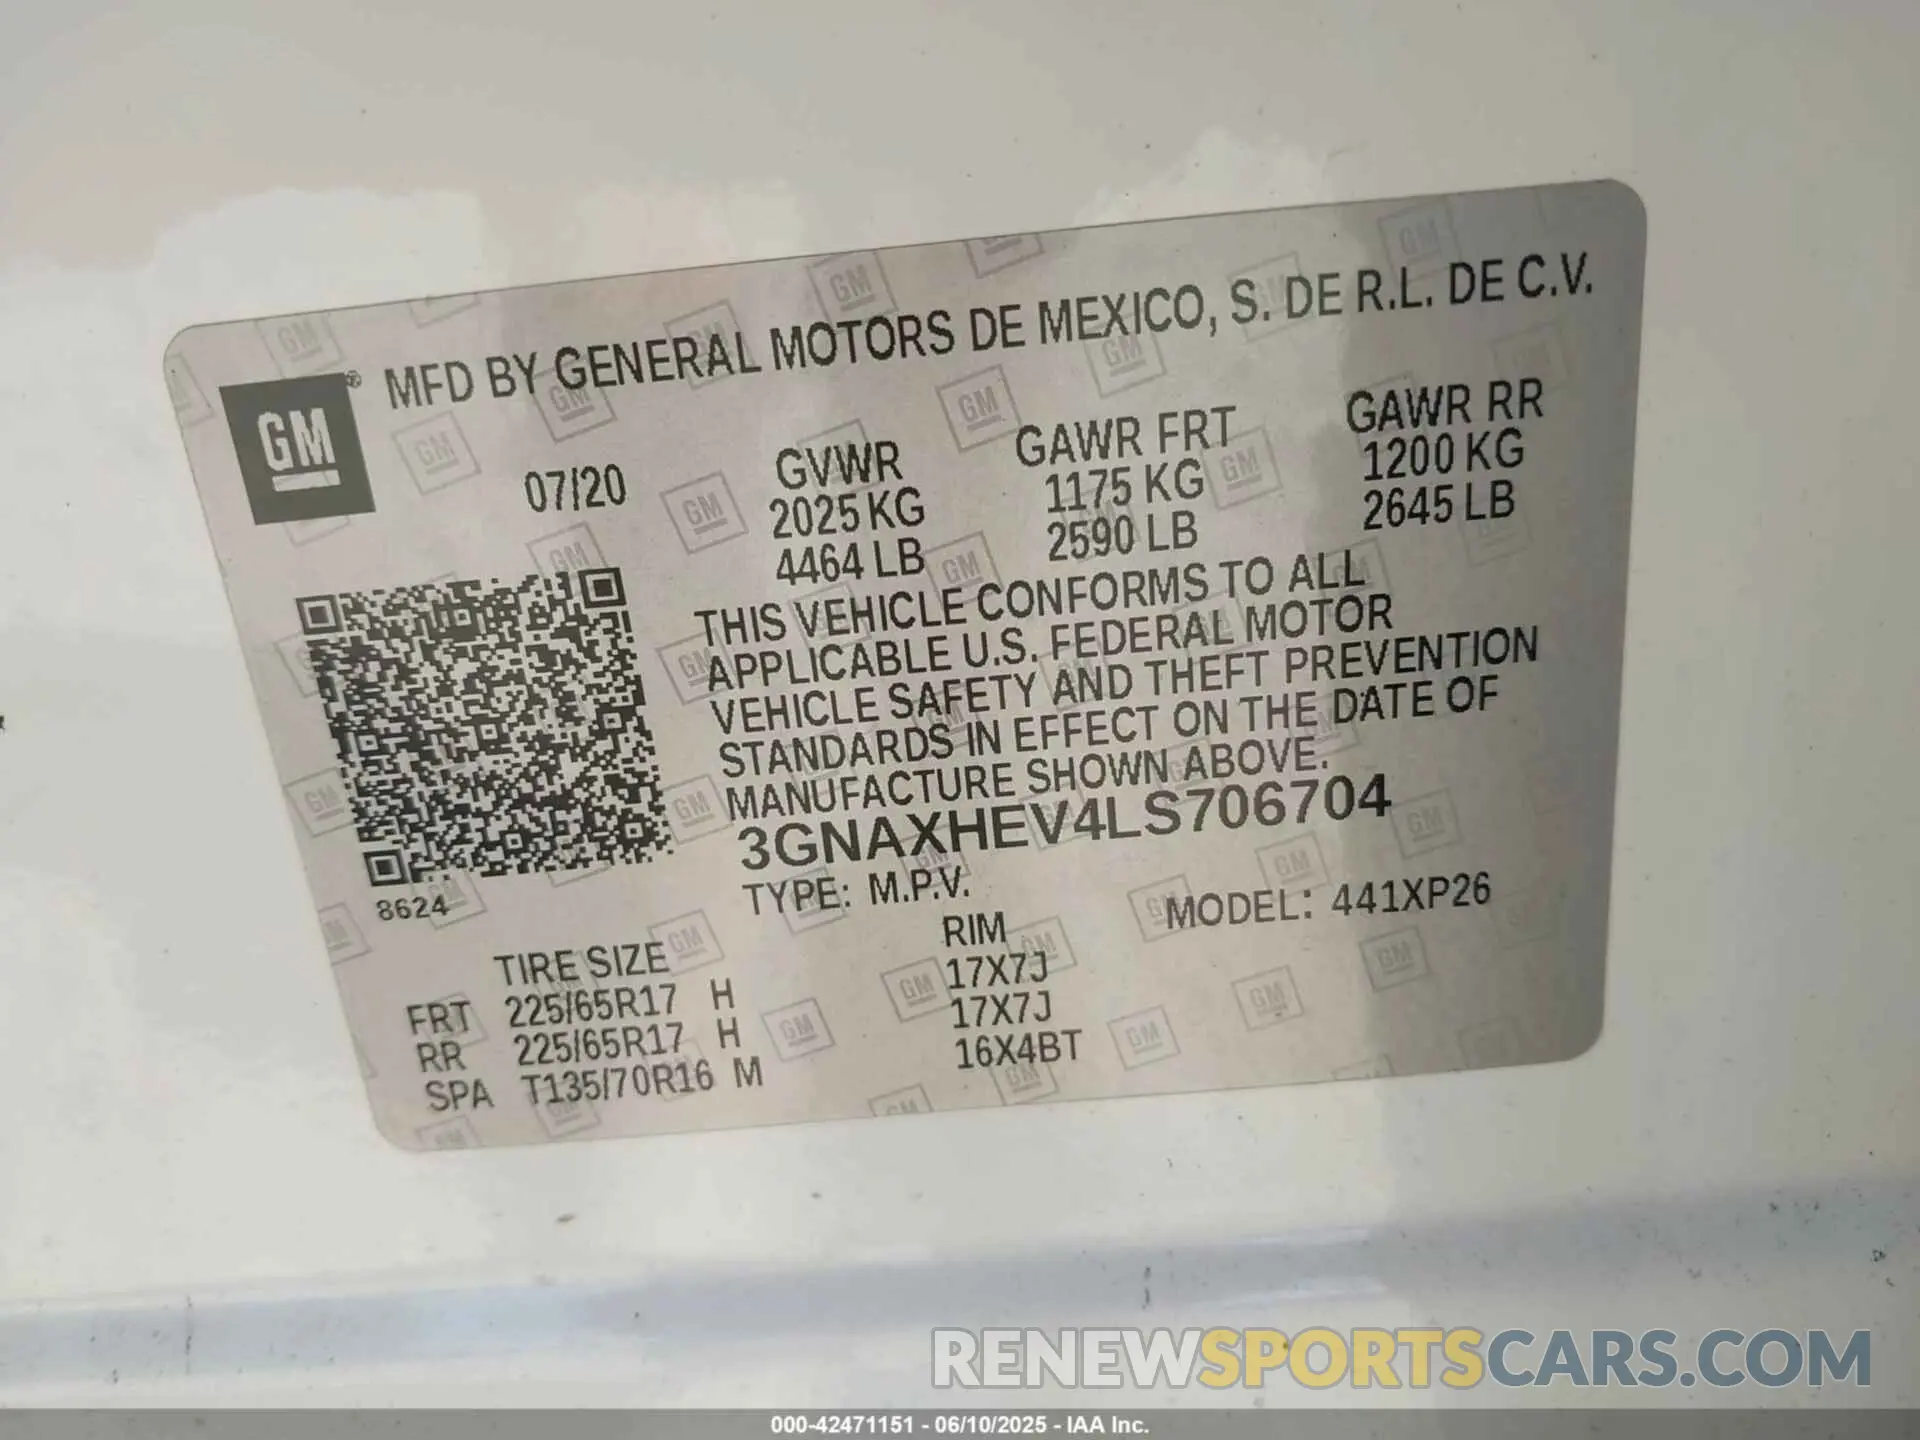 MFD BY GENERAL MOTORS DE MEXICO, S. DE R.L. DE C.V.
GM ®
07/20
GVWR GAWR FRT GAWR RR
2025 KG 1175 KG 1200 KG
4464 LB 2590 LB 2645 LB
THIS VEHICLE CONFORMS TO ALL
APPLICABLE U.S. FEDERAL MOTOR
VEHICLE SAFETY AND THEFT PREVENTION
STANDARDS IN EFFECT ON THE DATE OF
MANUFACTURE SHOWN ABOVE.
3GNAXHEV4LS706704
8624
TYPE: M.P.V. MODEL: 441XP26
TIRE SIZE RIM
FRT 225/65R17 H 17X7J
RR 225/65R17 H 17X7J
SPA T135/70R16 M 16X4BT
RENEWSPORTSCARS.COM
000-42471151 - 06/10/2025 - IAA Inc.